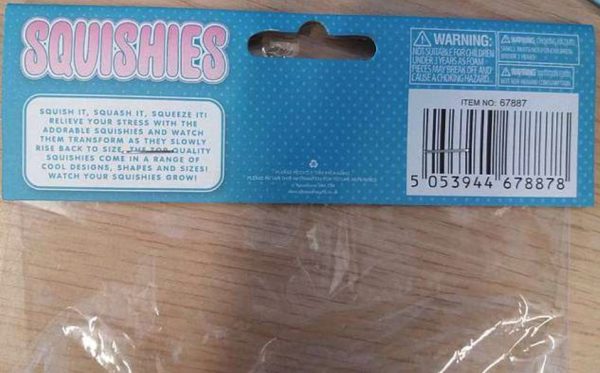 SQUISHIES
SQUISH IT, SQUASH IT, SQUEEZE IT!
RELIEVE YOUR STRESS WITH THE
ADORABLE SQUISHIES AND WATCH
THEM TRANSFORM AS THEY SLOWLY
RISE BACK TO SIZE, THE TOP QUALITY
SQUISHIES COME IN A RANGE OF
COOL DESIGNS, SHAPES AND SIZES!
WATCH YOUR SQUISHIES GROW!
WARNING:
NOT SUITABLE FOR CHILDREN
UNDER 3 YEARS AS FOAM
PIECES MAY BREAK OFF AND
CAUSE A CHOKING HAZARD.
WARNING:
WARNING:
ITEM NO: 67887
5 053944 678878